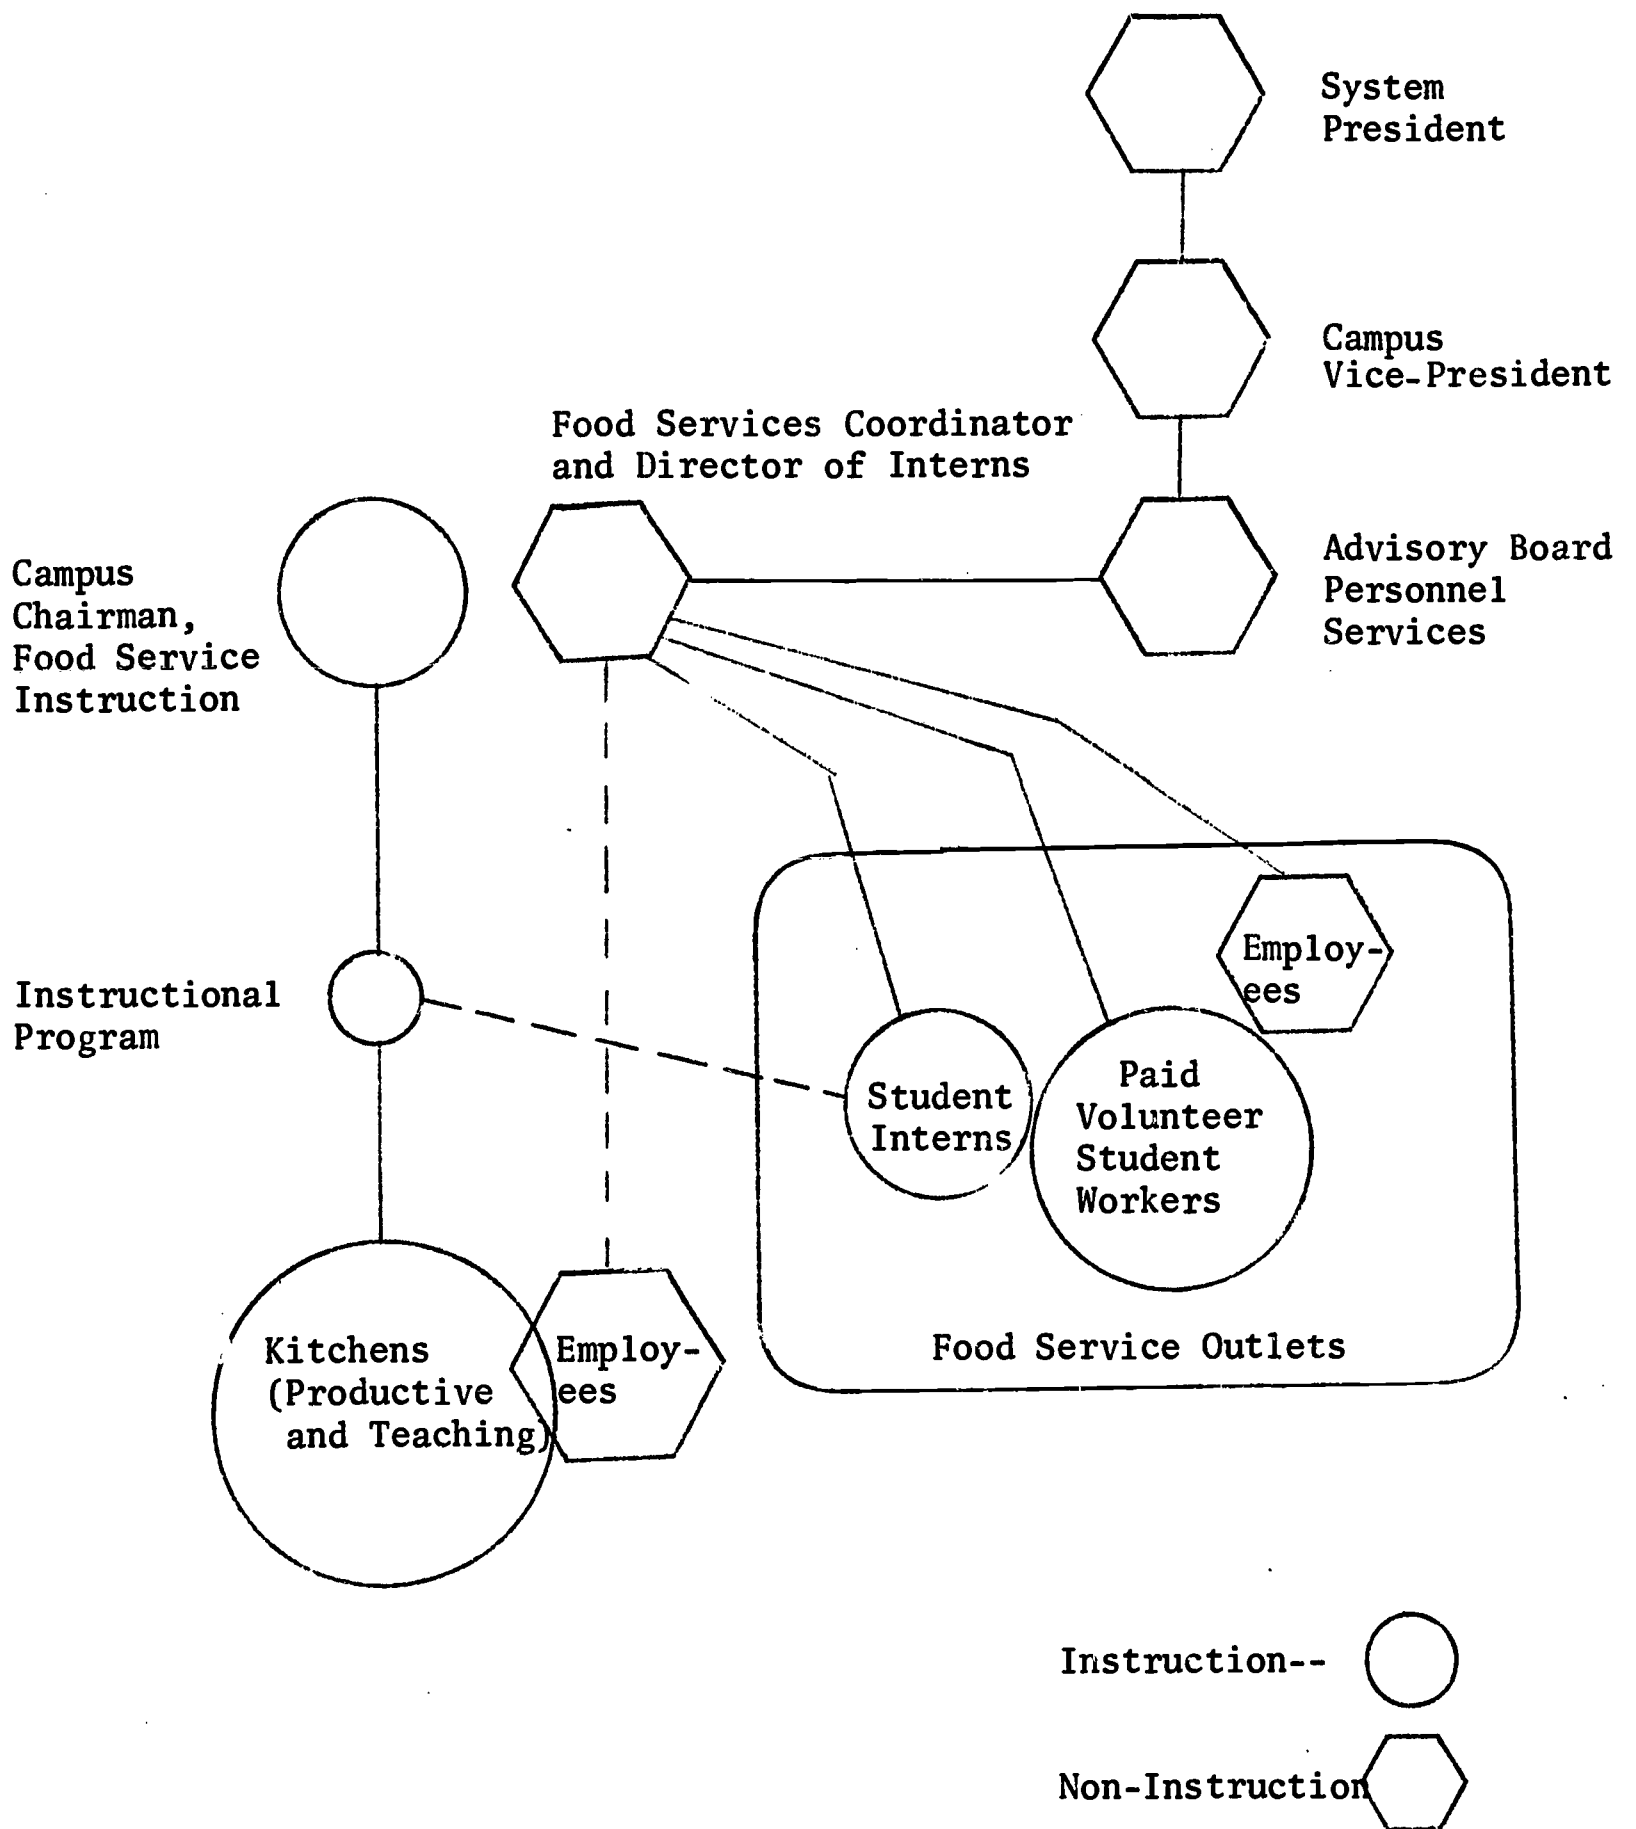 System
President
Campus
Vice-President
Food Services Coordinator
and Director of Interns
Advisory Board
Personnel
Services
Campus
Chairman,
Food Service
Instruction
Employ-
ees
Instructional
Program
Student
Interns
Paid
Volunteer
Student
Workers
Food Service Outlets
Kitchens
(Productive
and Teaching)
Employ-
ees
Instruction--
Non-Instruction